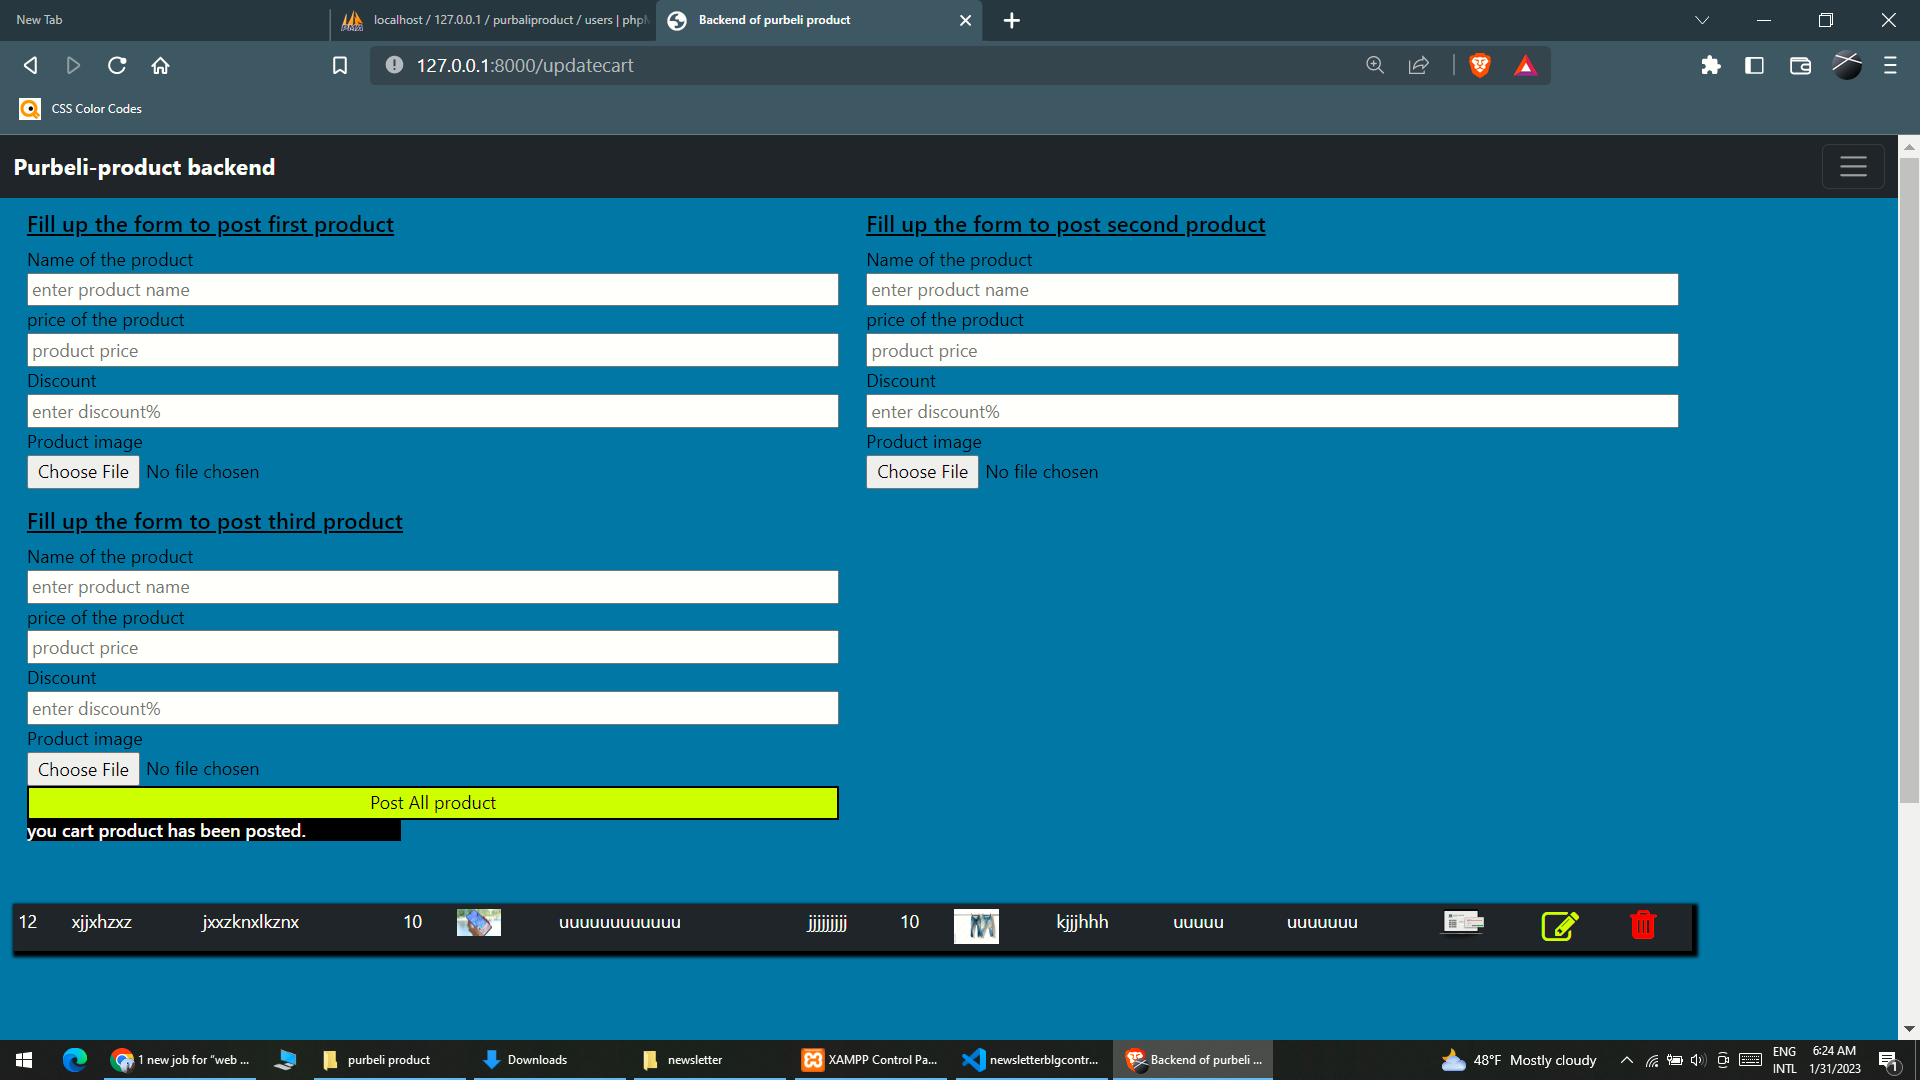 New Tab
localhost / 127.0.0.1 / purbaliproduct / users | php
Backend of purbeli product
127.0.0.1:8000/updatecart
CSS Color Codes
Purbeli-product backend
Fill up the form to post first product
Name of the product
enter product name
price of the product
product price
Discount
enter discount%
Product image
Choose File No file chosen
Fill up the form to post second product
Name of the product
enter product name
price of the product
product price
Discount
enter discount%
Product image
Choose File No file chosen
Fill up the form to post third product
Name of the product
enter product name
price of the product
product price
Discount
enter discount%
Product image
Choose File No file chosen
Post All product
you cart product has been posted.
12 xjjxhzxz jxxzknxlkznx 10 uuuuuuuuuuuu jjjjjjjjj 10 kjjjhhh uuuuu uuuuuuu
1 new job for "web ...
purbeli product
Downloads
newsletter
XAMPP Control Pa...
newsletterblgcontr...
Backend of purbeli ...
48°F Mostly cloudy
ENG
INTL
6:24 AM
1/31/2023
1